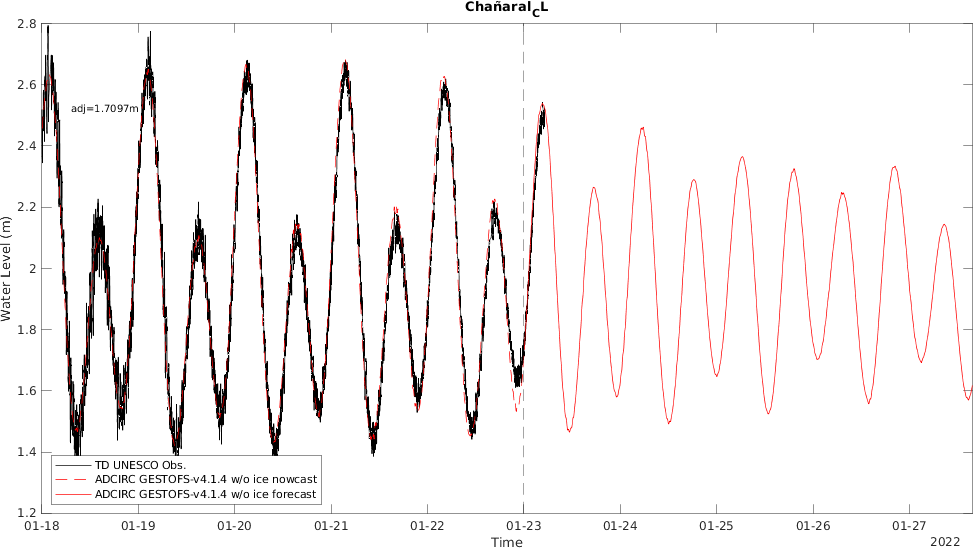 Chañaral_CL
2.8
2.6
adj=1.7097m
2.4
2.2
2
1.8
1.6
1.4
1.2
Water Level (m)
TD UNESCO Obs.
ADCIRC GESTOFS-v4.1.4 w/o ice nowcast
ADCIRC GESTOFS-v4.1.4 w/o ice forecast
01-18 01-19 01-20 01-21 01-22 01-23 01-24 01-25 01-26 01-27
Time
2022